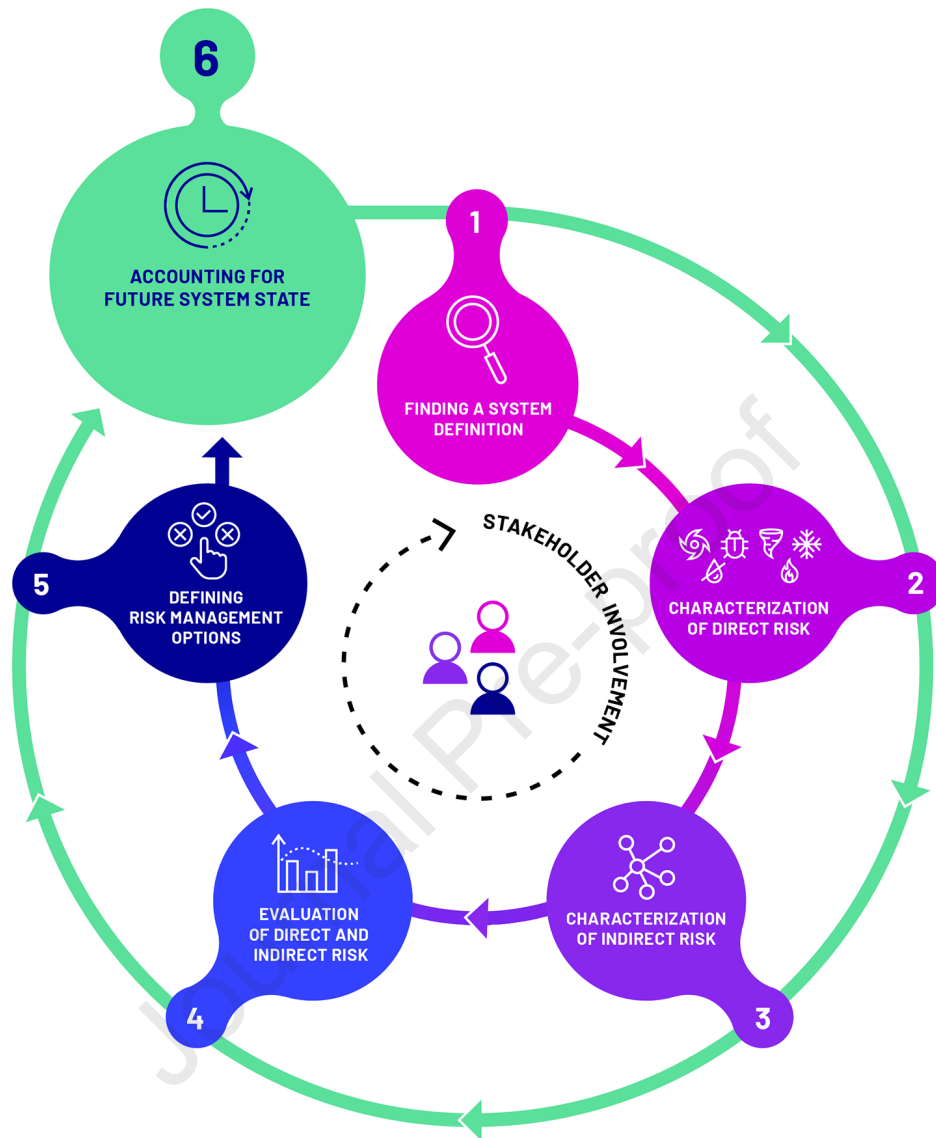 6
ACCOUNTING FOR
FUTURE SYSTEM STATE
1
FINDING A SYSTEM
DEFINITION
2
CHARACTERIZATION
OF DIRECT RISK
3
CHARACTERIZATION
OF INDIRECT RISK
4
EVALUATION
OF DIRECT AND
INDIRECT RISK
5
DEFINING
RISK MANAGEMENT
OPTIONS
STAKEHOLDER INVOLVEMENT
Journal Pre-proof